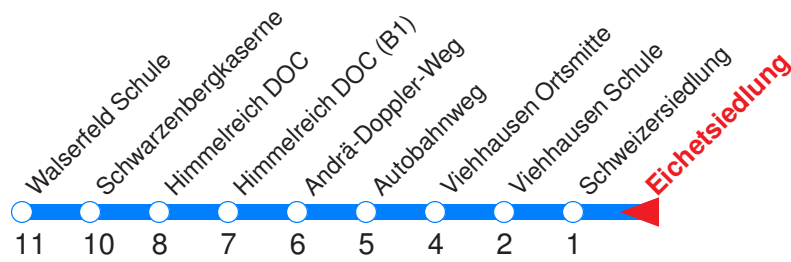 Walserfeld Schule
Schwarzenbergkaserne
Himmelreich DOC
Himmelreich DOC (B1)
Andrä-Doppler-Weg
Autobahnweg
Viehhausen Ortsmitte
Viehhausen Schule
Schweizersiedlung
Eichetsiedlung
11 10 8 7 6 5 4 2 1